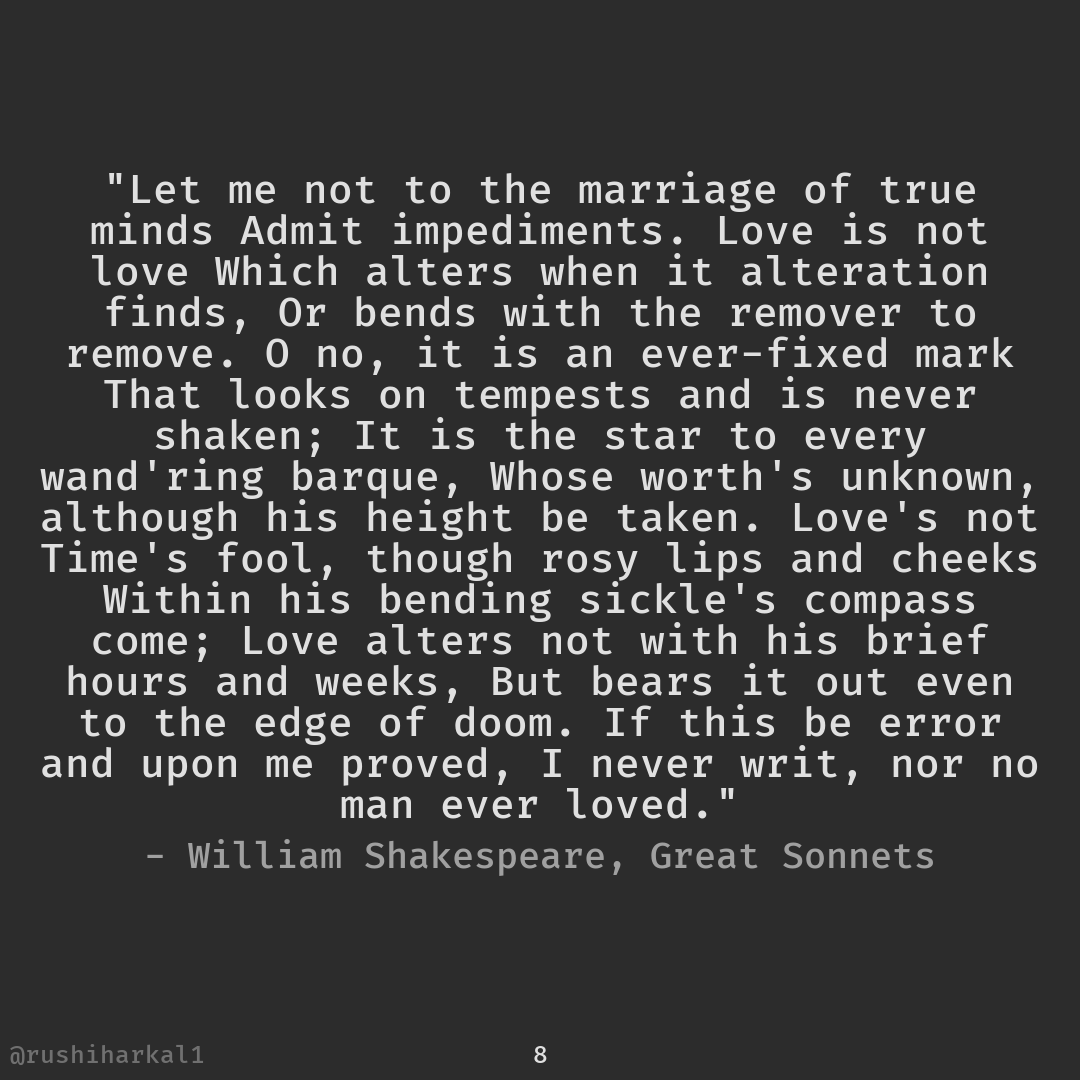 "Let me not to the marriage of true
minds Admit impediments. Love is not
love Which alters when it alteration
finds, Or bends with the remover to
remove. O no, it is an ever-fixed mark
That looks on tempests and is never
shaken; It is the star to every
wand'ring barque, Whose worth's unknown,
although his height be taken. Love's not
Time's fool, though rosy lips and cheeks
Within his bending sickle's compass
come; Love alters not with his brief
hours and weeks, But bears it out even
to the edge of doom. If this be error
and upon me proved, I never writ, nor no
man ever loved."
- William Shakespeare, Great Sonnets
@rushiharkal1
8